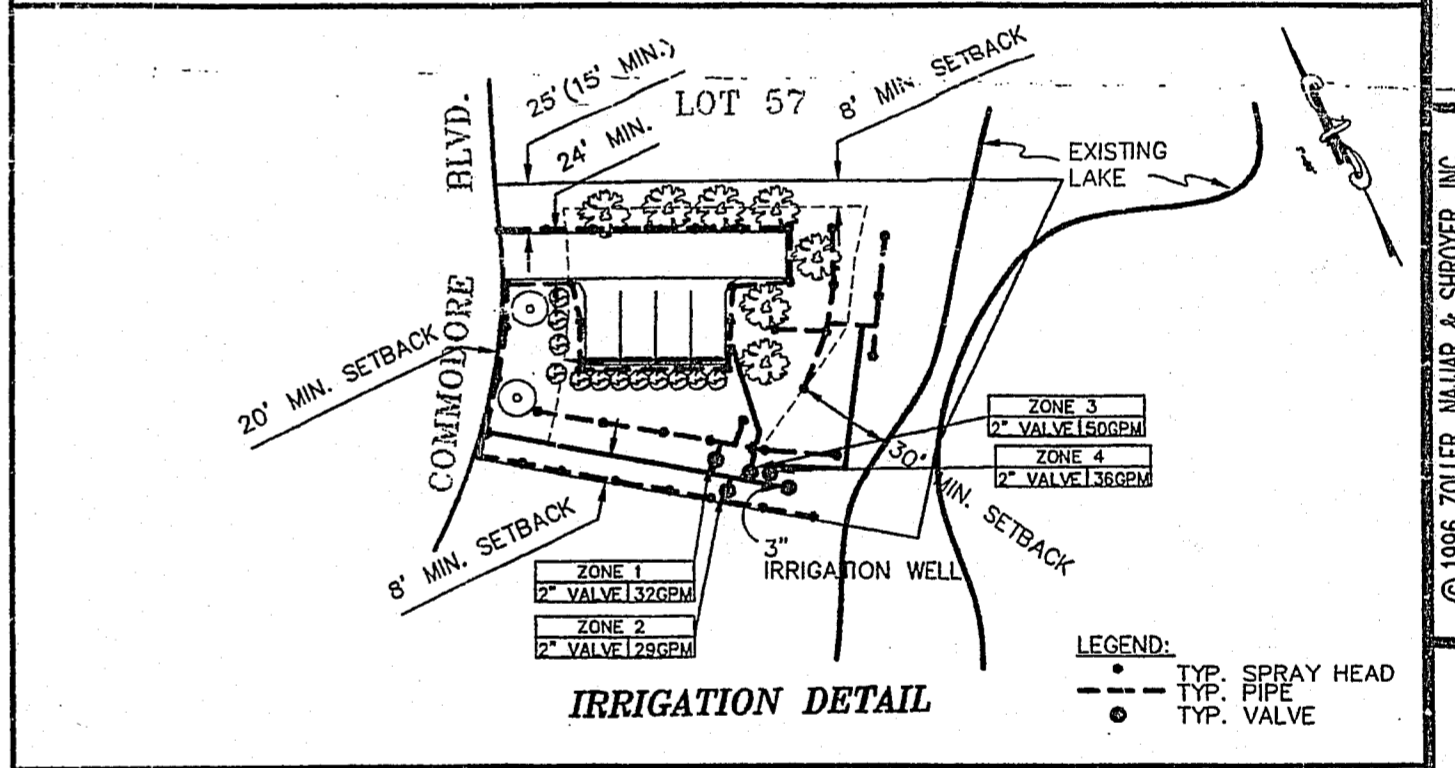 25' (15' MIN.)
24' MIN.
LOT 57
8' MIN. SETBACK
EXISTING
LAKE
COMMODORE BLVD.
20' MIN. SETBACK
8' MIN. SETBACK
30' MIN. SETBACK
ZONE 3
2" VALVE 50GPM
ZONE 4
2" VALVE 36GPM
3"
IRRIGATION WELL
ZONE 1
2" VALVE 32GPM
ZONE 2
2" VALVE 29GPM
LEGEND:
TYP. SPRAY HEAD
TYP. PIPE
TYP. VALVE
IRRIGATION DETAIL
© 1996 ZOLLER, NAJJAR & SHROYER, INC.